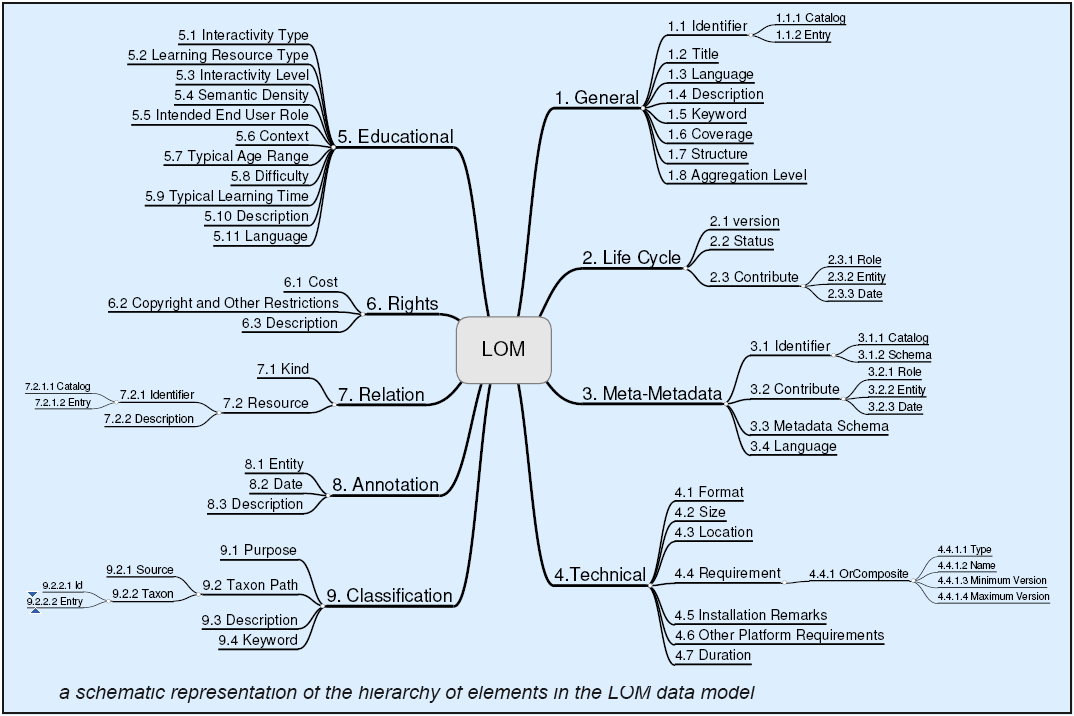 LOM
1. General
1.1 Identifier
1.1.1 Catalog
1.1.2 Entry
1.2 Title
1.3 Language
1.4 Description
1.5 Keyword
1.6 Coverage
1.7 Structure
1.8 Aggregation Level
2. Life Cycle
2.1 version
2.2 Status
2.3 Contribute
2.3.1 Role
2.3.2 Entity
2.3.3 Date
3. Meta-Metadata
3.1 Identifier
3.1.1 Catalog
3.1.2 Schema
3.2 Contribute
3.2.1 Role
3.2.2 Entity
3.2.3 Date
3.3 Metadata Schema
3.4 Language
4.Technical
4.1 Format
4.2 Size
4.3 Location
4.4 Requirement
4.4.1 OrComposite
4.4.1.1 Type
4.4.1.2 Name
4.4.1.3 Minimum Version
4.4.1.4 Maximum Version
4.5 Installation Remarks
4.6 Other Platform Requirements
4.7 Duration
5. Educational
5.1 Interactivity Type
5.2 Learning Resource Type
5.3 Interactivity Level
5.4 Semantic Density
5.5 Intended End User Role
5.6 Context
5.7 Typical Age Range
5.8 Difficulty
5.9 Typical Learning Time
5.10 Description
5.11 Language
6. Rights
6.1 Cost
6.2 Copyright and Other Restrictions
6.3 Description
7. Relation
7.1 Kind
7.2 Resource
7.2.1 Identifier
7.2.1.1 Catalog
7.2.1.2 Entry
7.2.2 Description
8. Annotation
8.1 Entity
8.2 Date
8.3 Description
9. Classification
9.1 Purpose
9.2 Taxon Path
9.2.1 Source
9.2.2 Taxon
9.2.2.1 Id
9.2.2.2 Entry
9.3 Description
9.4 Keyword
a schematic representation of the hierarchy of elements in the LOM data model